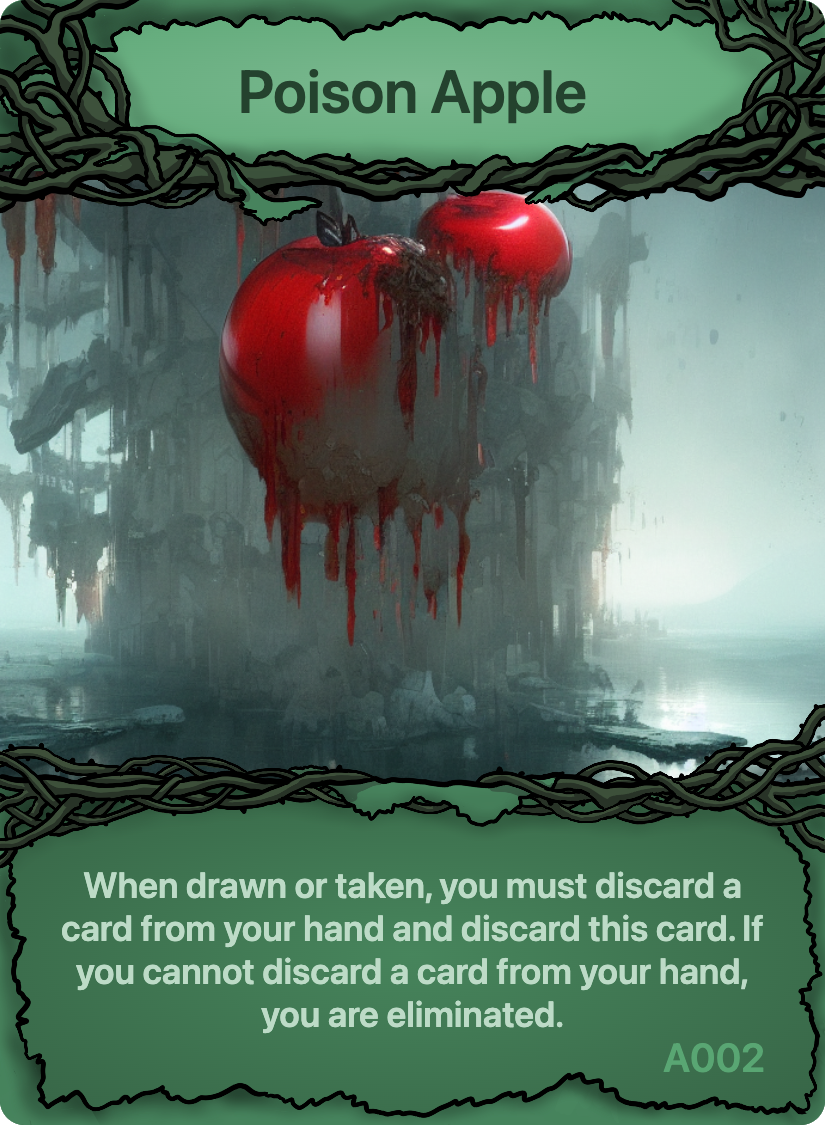 Poison Apple
When drawn or taken, you must discard a
card from your hand and discard this card. If
you cannot discard a card from your hand,
you are eliminated.
A002